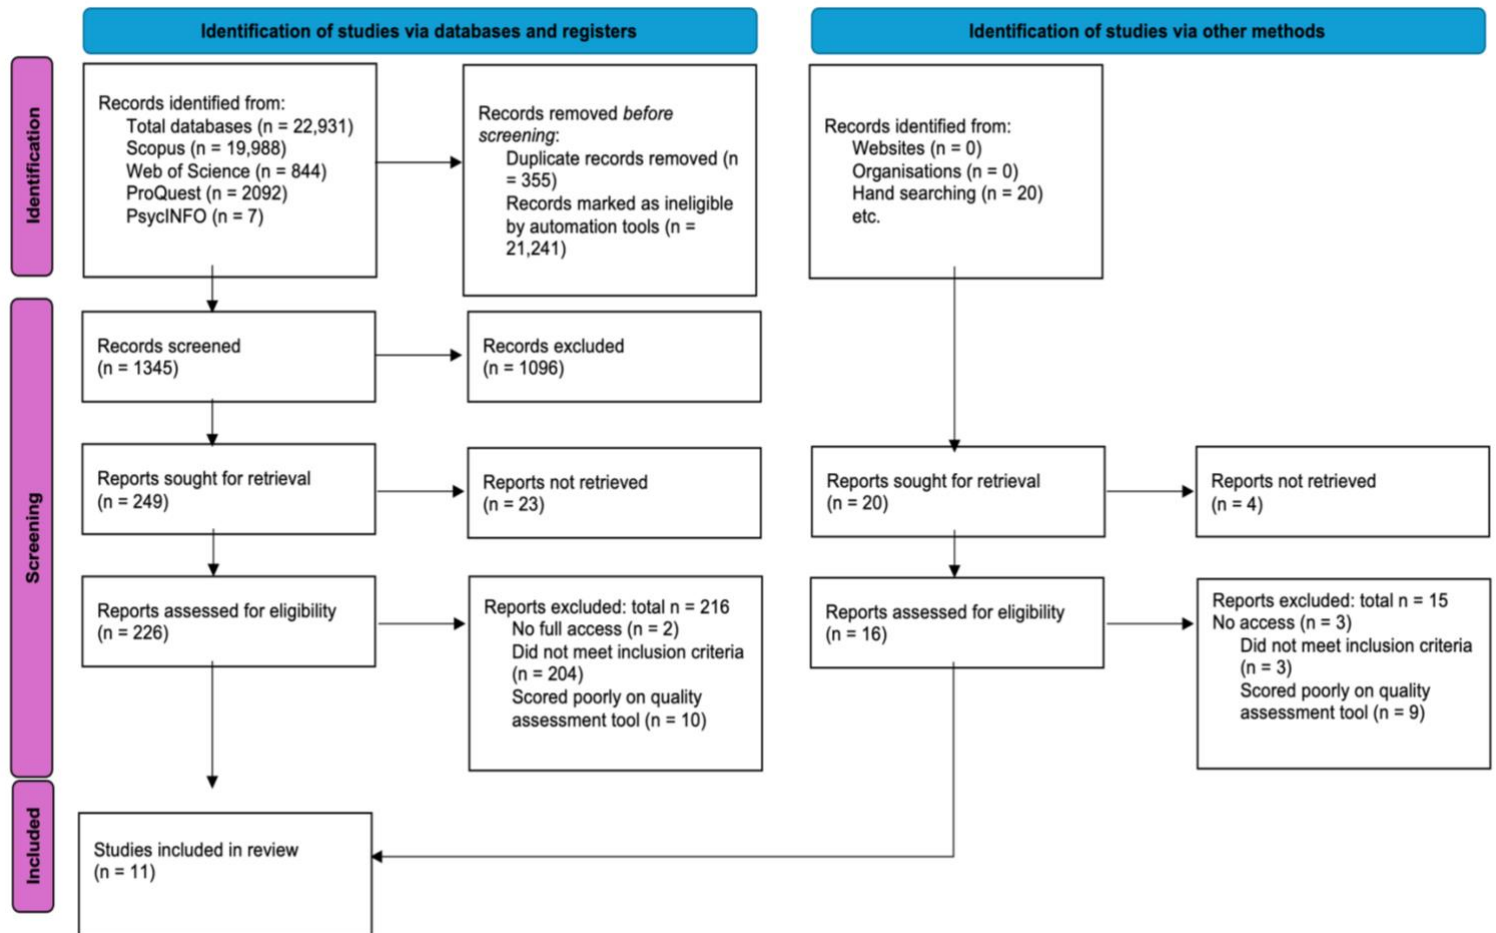 Identification of studies via databases and registers
Identification of studies via other methods
Identification
Records identified from:
Total databases (n = 22,931)
Scopus (n = 19,988)
Web of Science (n = 844)
ProQuest (n = 2092)
PsycINFO (n = 7)
Records removed before
screening:
Duplicate records removed (n
= 355)
Records marked as ineligible
by automation tools (n =
21,241)
Records identified from:
Websites (n = 0)
Organisations (n = 0)
Hand searching (n = 20)
etc.
Screening
Records screened
(n = 1345)
Records excluded
(n = 1096)
Reports sought for retrieval
(n = 249)
Reports not retrieved
(n = 23)
Reports sought for retrieval
(n = 20)
Reports not retrieved
(n = 4)
Reports assessed for eligibility
(n = 226)
Reports excluded: total n = 216
No full access (n = 2)
Did not meet inclusion criteria
(n = 204)
Scored poorly on quality
assessment tool (n = 10)
Reports assessed for eligibility
(n = 16)
Reports excluded: total n = 15
No access (n = 3)
Did not meet inclusion criteria
(n = 3)
Scored poorly on quality
assessment tool (n = 9)
Included
Studies included in review
(n = 11)